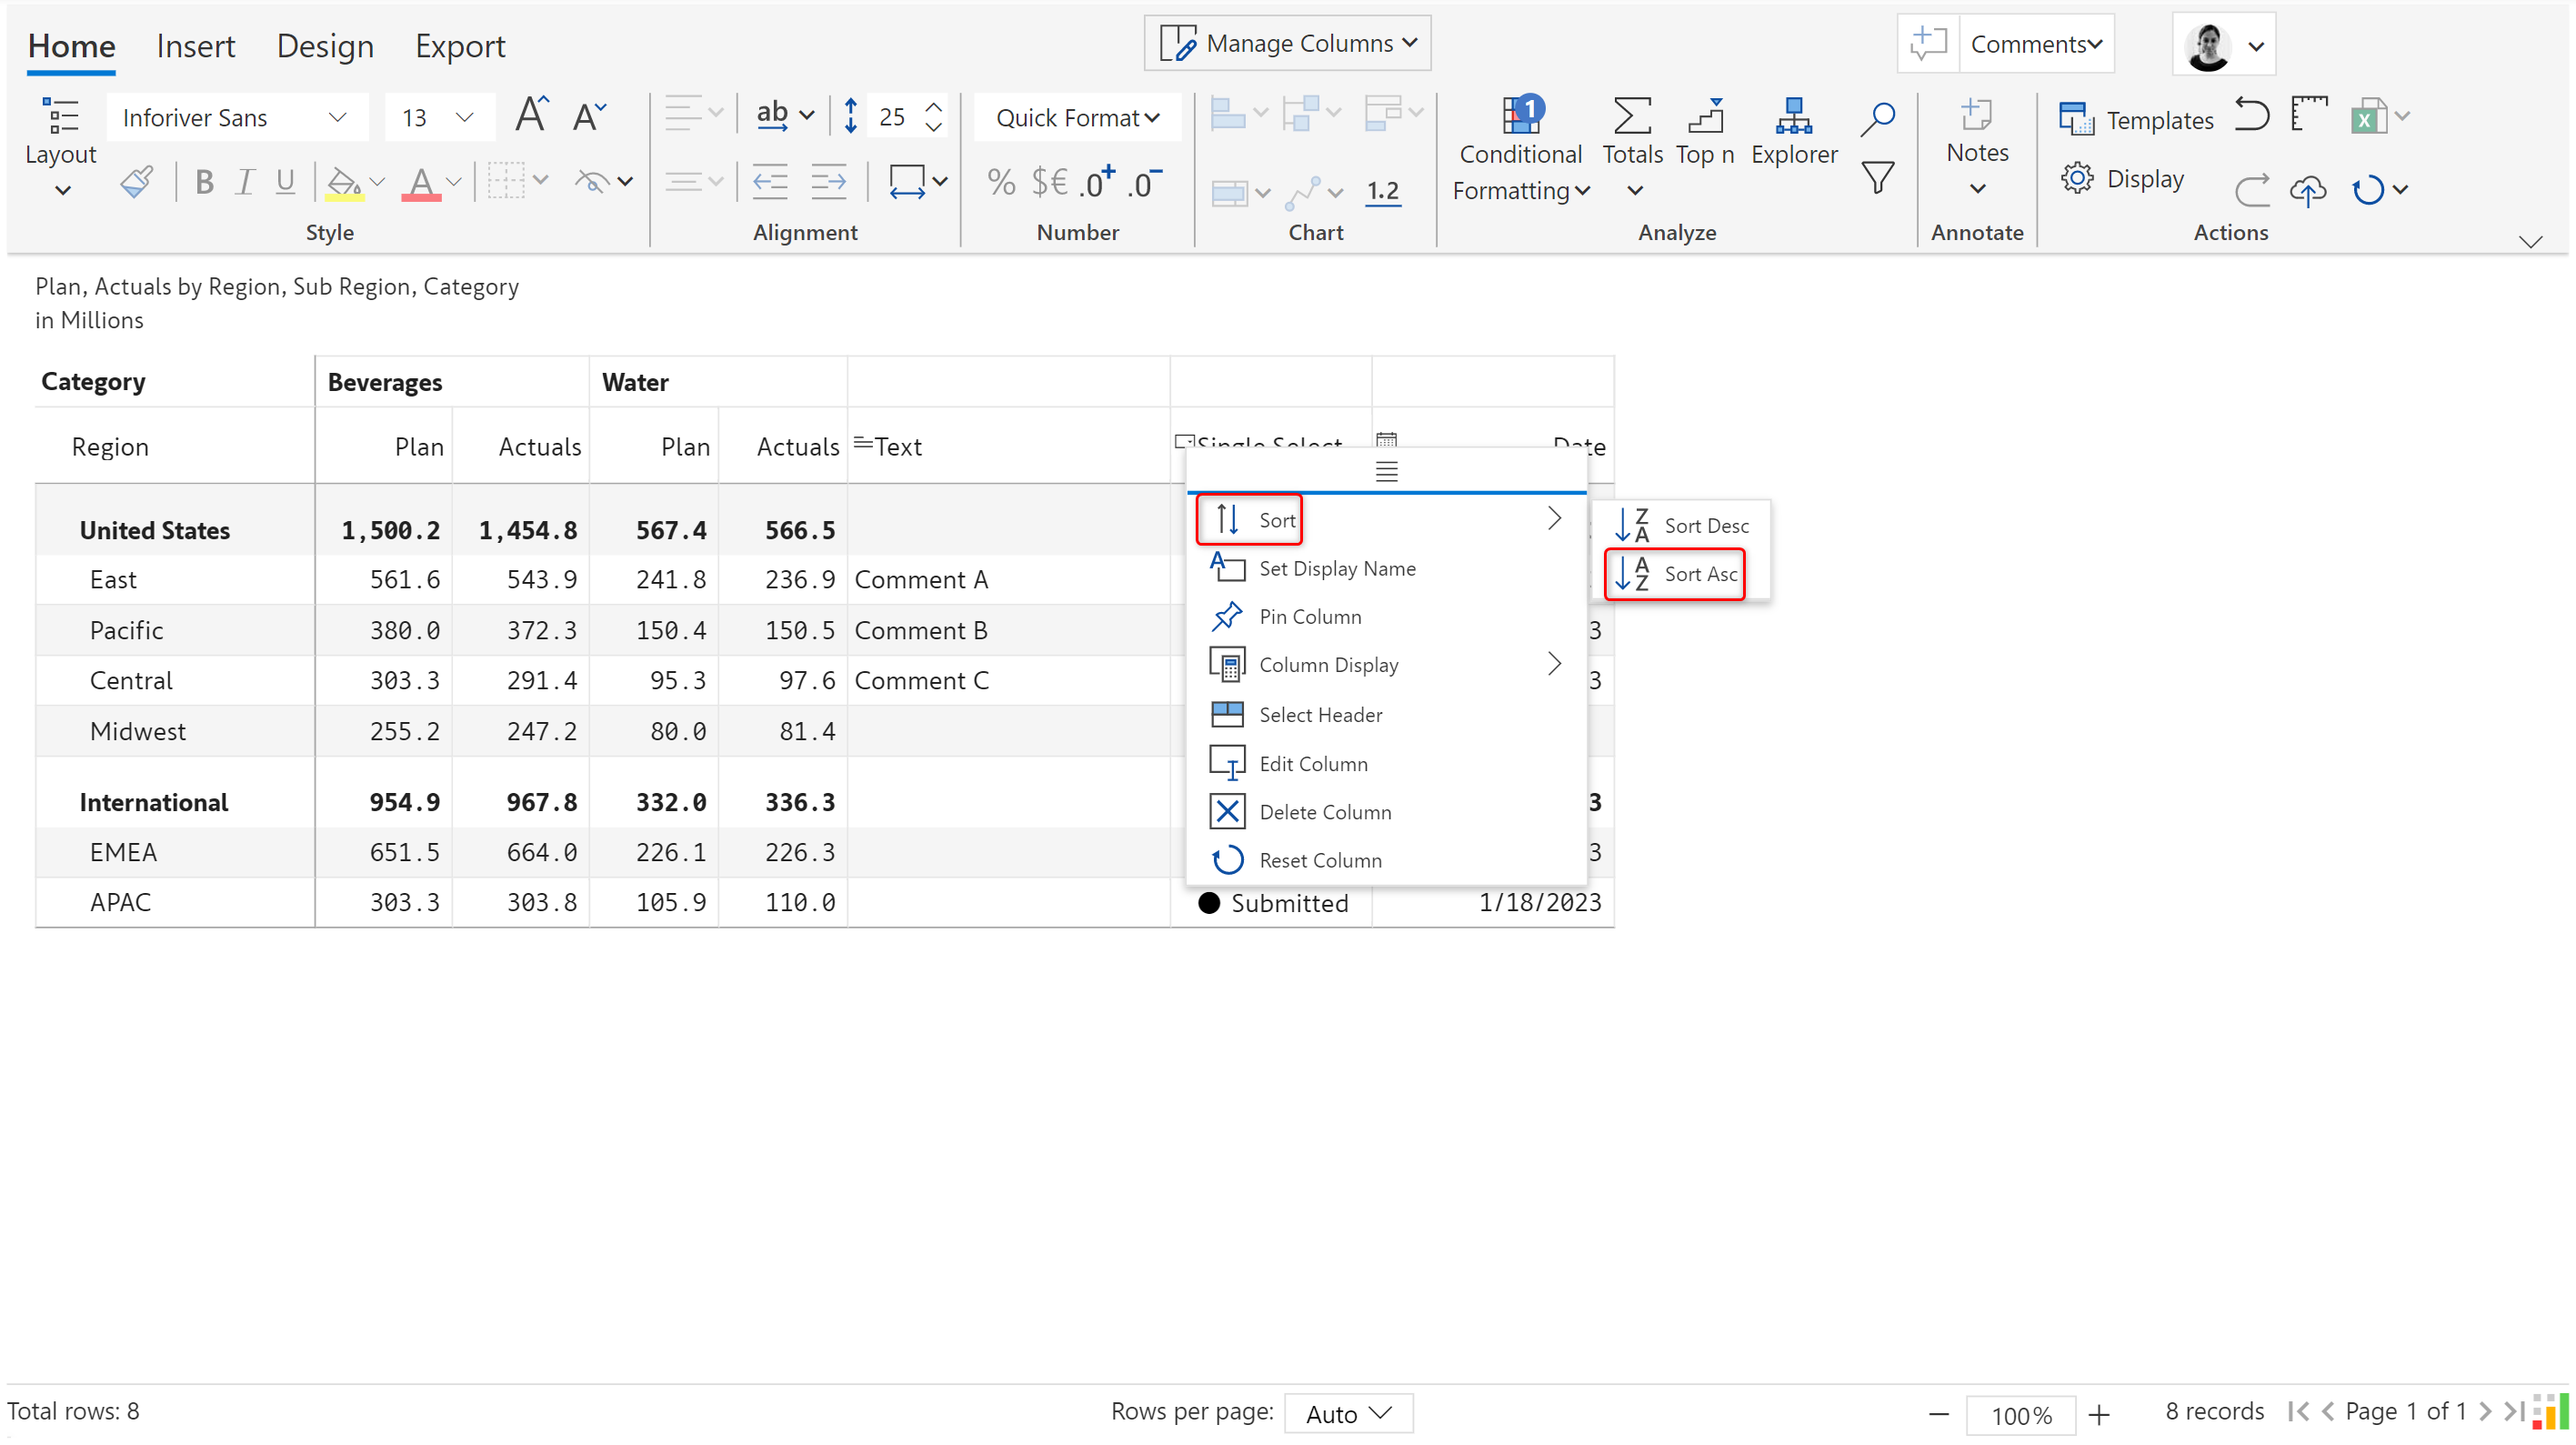 Home Insert Design Export Manage Columns Comments
Layout Inforiver Sans 13 A A ab 25 Quick Format 1 Conditional Formatting Totals Top n Explorer Notes Templates
B I U A % $€ .0+ .0- 1.2 Display
Style Alignment Number Chart Analyze Annotate Actions
Plan, Actuals by Region, Sub Region, Category
in Millions
Category Beverages Water
Region Plan Actuals Plan Actuals Text Single Select Date
United States 1,500.2 1,454.8 567.4 566.5
East 561.6 543.9 241.8 236.9 Comment A
Pacific 380.0 372.3 150.4 150.5 Comment B 3
Central 303.3 291.4 95.3 97.6 Comment C 3
Midwest 255.2 247.2 80.0 81.4
International 954.9 967.8 332.0 336.3 3
EMEA 651.5 664.0 226.1 226.3 3
APAC 303.3 303.8 105.9 110.0 Submitted 1/18/2023
Sort
Set Display Name
Pin Column
Column Display
Select Header
Edit Column
Delete Column
Reset Column
Z A Sort Desc
A Z Sort Asc
Total rows: 8 Rows per page: Auto 100% 8 records Page 1 of 1